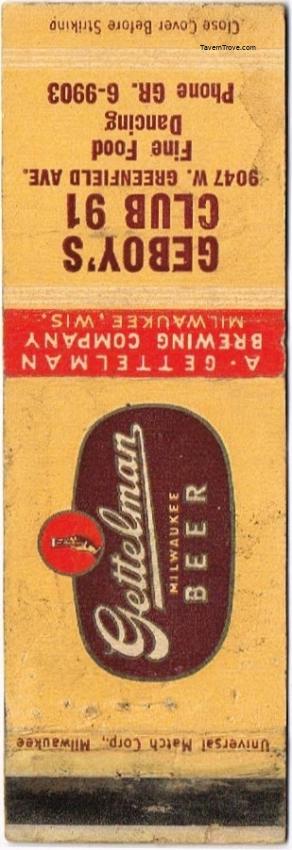 TavernTrove.com
Close Cover Before Striking
GEBOY'S
CLUB 91
9047 W. GREENFIELD AVE.
Fine Food
Dancing
Phone GR. 6-9903
A. GETTELMAN
BREWING COMPANY
MILWAUKEE, WIS.
Gettelman
MILWAUKEE
BEER
Universal Match Corp., Milwaukee